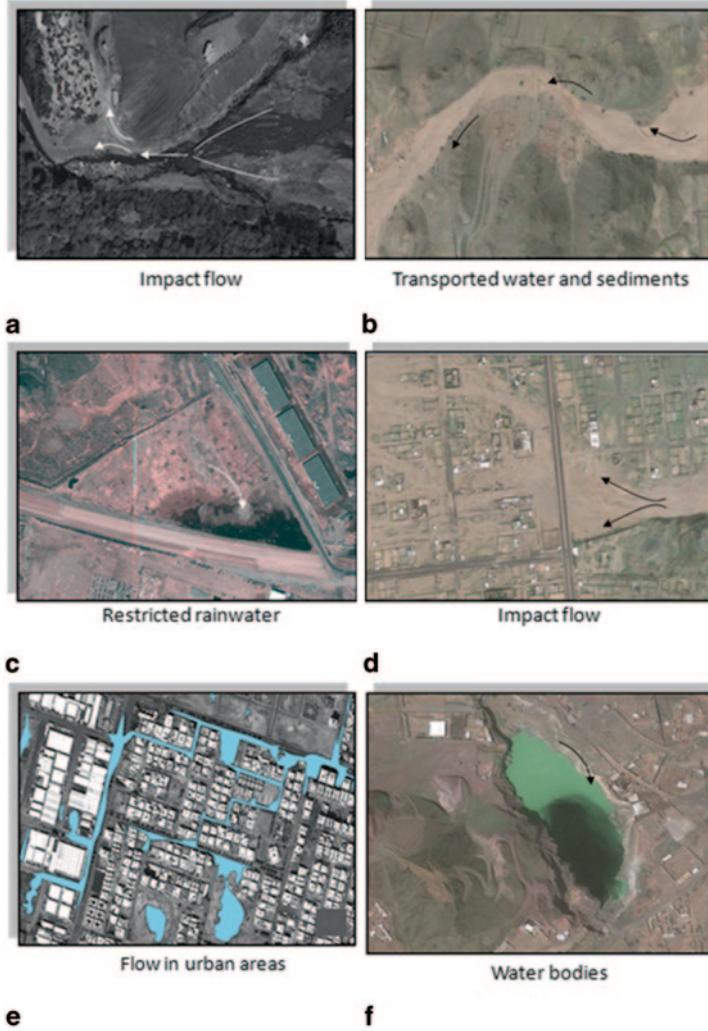 Impact flow
Transported water and sediments
a
b
Restricted rainwater
Impact flow
c
d
Flow in urban areas
Water bodies
e
f